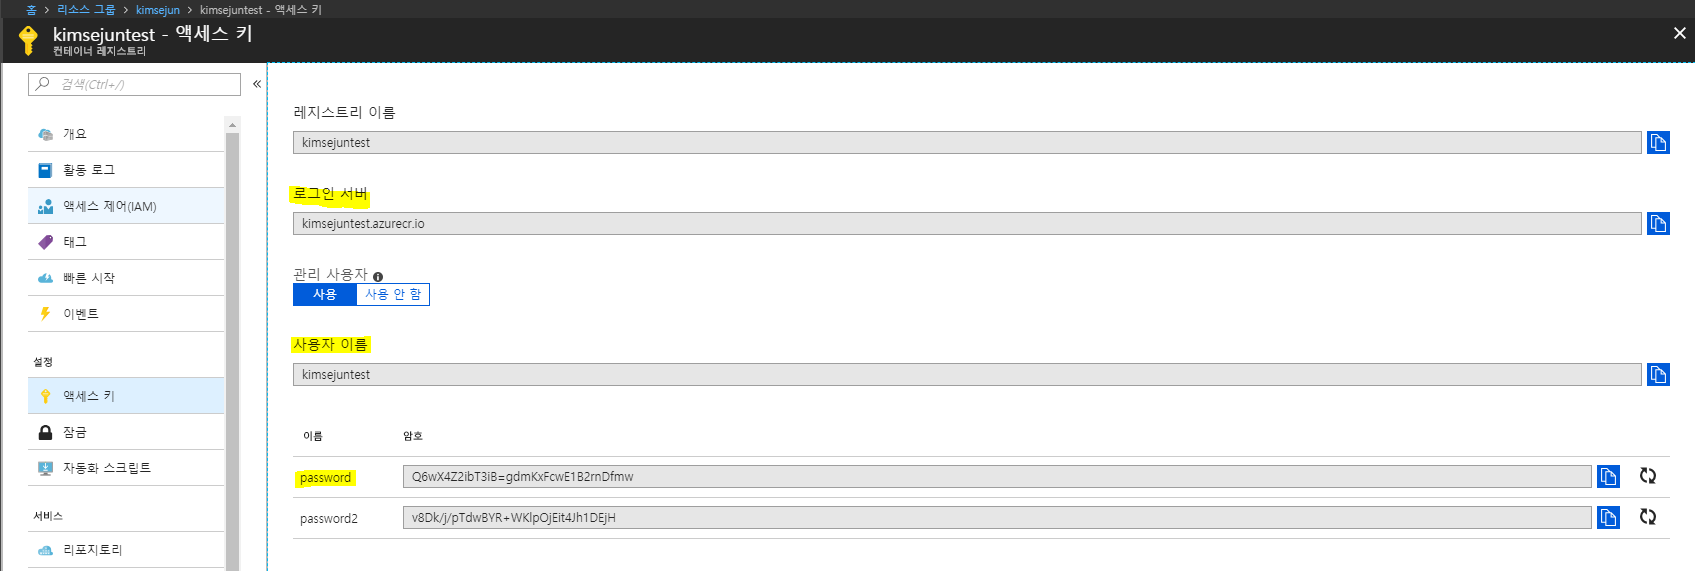 홈 > 리소스 그룹 > kimsejun > kimsejuntest - 액세스 키
kimsejuntest - 액세스 키
컨테이너 레지스트리
검색(Ctrl+/)
개요
활동 로그
액세스 제어(IAM)
태그
빠른 시작
이벤트
설정
액세스 키
잠금
자동화 스크립트
서비스
리포지토리
레지스트리 이름
kimsejuntest
로그인 서버
kimsejuntest.azurecr.io
관리 사용자
사용 사용 안 함
사용자 이름
kimsejuntest
이름 암호
password Q6wX4Z2ibT3iB=gdmKxFcwE1B2rnDfmw
password2 v8Dk/j/pTdwBYR+WKlpOjEit4Jh1DEjH